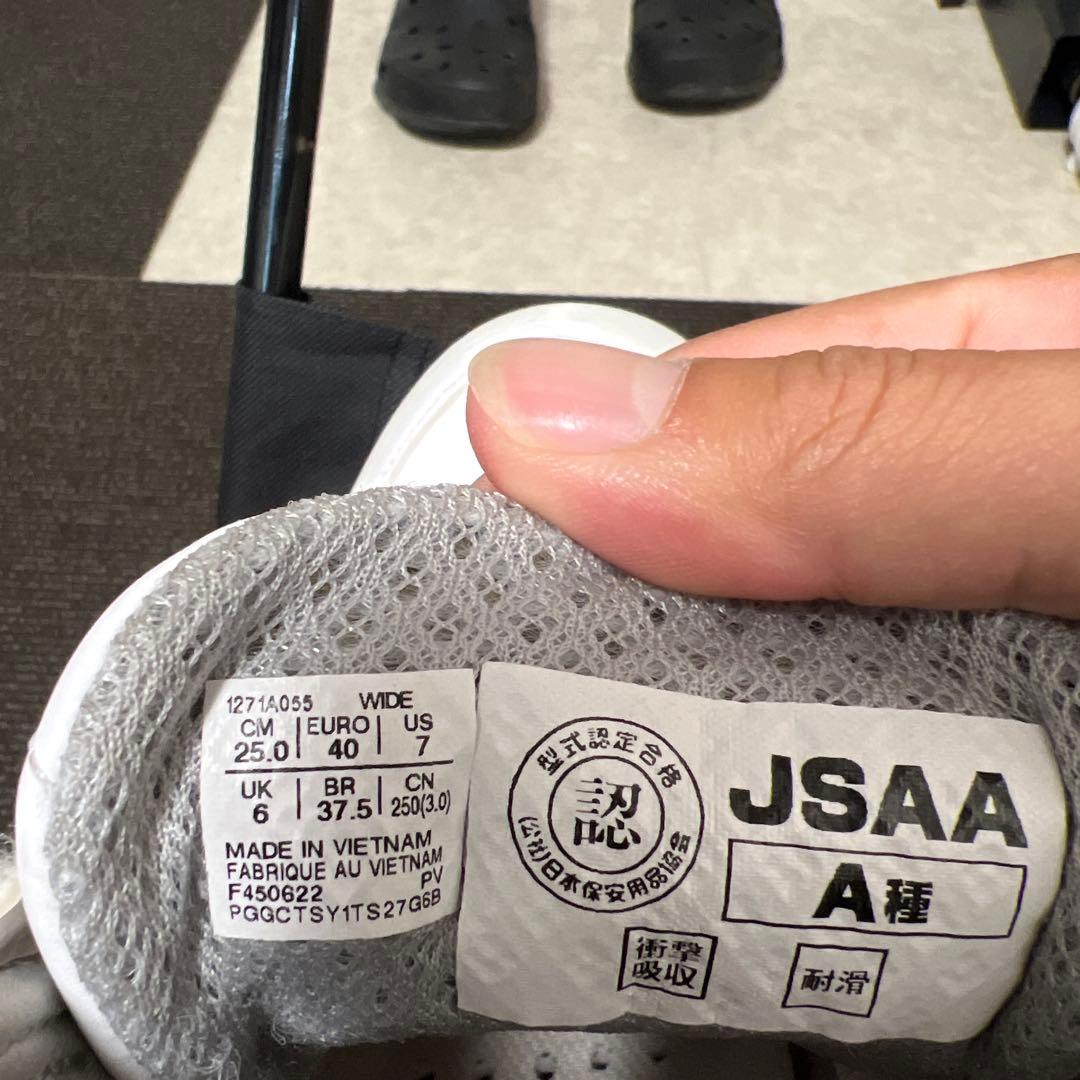 1271A055 WIDE
CM EURO US
25.0 40 7
UK BR CN
6 37.5 250(3.0)
MADE IN VIETNAM
FABRIQUE AU VIETNAM
F450622 PV
PGGCTSY1TS27G6B
型式認定合格
認
(公社)日本保安用品協会
JSAA
A種
衝撃
吸収
耐滑